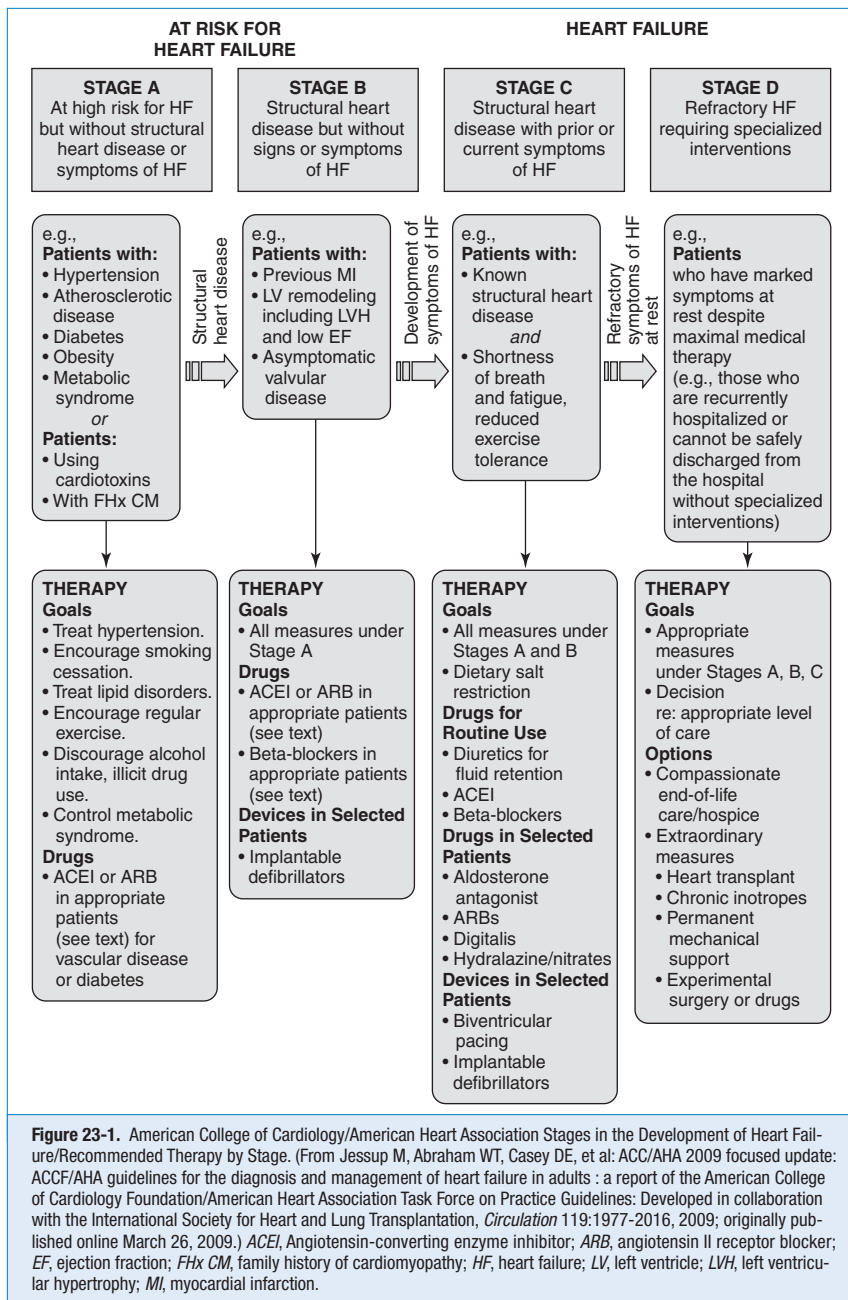 AT RISK FOR
HEART FAILURE
HEART FAILURE
STAGE A
At high risk for HF
but without structural
heart disease or
symptoms of HF
STAGE B
Structural heart
disease but without
signs or symptoms
of HF
STAGE C
Structural heart
disease with prior or
current symptoms
of HF
STAGE D
Refractory HF
requiring specialized
interventions
e.g.,
Patients with:
• Hypertension
• Atherosclerotic
disease
• Diabetes
• Obesity
• Metabolic
syndrome
or
Patients:
• Using
cardiotoxins
• With FHx CM
Structural
heart disease
e.g.,
Patients with:
• Previous MI
• LV remodeling
including LVH
and low EF
• Asymptomatic
valvular
disease
Development of
symptoms of HF
e.g.,
Patients with:
• Known
structural heart
disease
and
• Shortness
of breath
and fatigue,
reduced
exercise
tolerance
Refractory
symptoms of HF
at rest
e.g.,
Patients
who have marked
symptoms at
rest despite
maximal medical
therapy
(e.g., those who
are recurrently
hospitalized or
cannot be safely
discharged from
the hospital
without specialized
interventions)
THERAPY
Goals
• Treat hypertension.
• Encourage smoking
cessation.
• Treat lipid disorders.
• Encourage regular
exercise.
• Discourage alcohol
intake, illicit drug
use.
• Control metabolic
syndrome.
Drugs
• ACEI or ARB
in appropriate
patients
(see text) for
vascular disease
or diabetes
THERAPY
Goals
• All measures under
Stage A
Drugs
• ACEI or ARB in
appropriate patients
(see text)
• Beta-blockers in
appropriate patients
(see text)
Devices in Selected
Patients
• Implantable
defibrillators
THERAPY
Goals
• All measures under
Stages A and B
• Dietary salt
restriction
Drugs for
Routine Use
• Diuretics for
fluid retention
• ACEI
• Beta-blockers
Drugs in Selected
Patients
• Aldosterone
antagonist
• ARBs
• Digitalis
• Hydralazine/nitrates
Devices in Selected
Patients
• Biventricular
pacing
• Implantable
defibrillators
THERAPY
Goals
• Appropriate
measures
under Stages A, B, C
• Decision
re: appropriate level
of care
Options
• Compassionate
end-of-life
care/hospice
• Extraordinary
measures
• Heart transplant
• Chronic inotropes
• Permanent
mechanical
support
• Experimental
surgery or drugs
Figure 23-1. American College of Cardiology/American Heart Association Stages in the Development of Heart Fail-
ure/Recommended Therapy by Stage. (From Jessup M, Abraham WT, Casey DE, et al: ACC/AHA 2009 focused update:
ACCF/AHA guidelines for the diagnosis and management of heart failure in adults : a report of the American College
of Cardiology Foundation/American Heart Association Task Force on Practice Guidelines: Developed in collaboration
with the International Society for Heart and Lung Transplantation, Circulation 119:1977-2016, 2009; originally pub-
lished online March 26, 2009.) ACEI, Angiotensin-converting enzyme inhibitor; ARB, angiotensin II receptor blocker;
EF, ejection fraction; FHx CM, family history of cardiomyopathy; HF, heart failure; LV, left ventricle; LVH, left ventricu-
lar hypertrophy; MI, myocardial infarction.